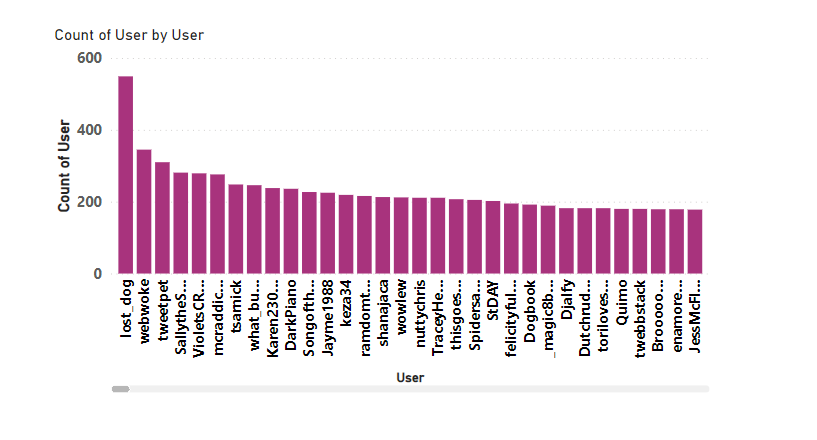 Count of User by User
600
400
200
0
Count of User
lost_dog
webwoke
tweetpet
SallytheS...
VioletsCR...
mcraddic...
tsamick
what_bu...
Karen230...
DarkPiano
Songofth...
Jayme1988
keza34
ramdomt...
shanajaca
wowlew
nuttychris
TraceyHe...
thisgoes...
Spidersa...
StDAY
felicityful...
Dogbook
_magic8b...
Djalfy
Dutchrud...
toriloves...
Quimo
twebbstack
Brooooo...
enamore...
JessMcFl...
User